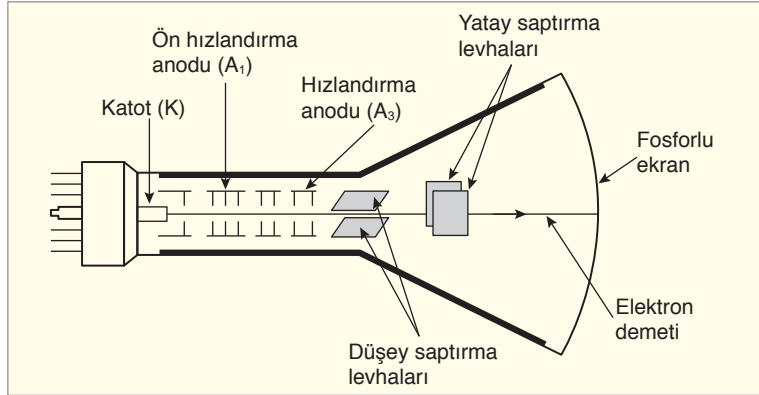 Yatay saptırma
levhaları
Ön hızlandırma
anodu (A₁)
Hızlandırma
anodu (A₃)
Katot (K)
Fosforlu
ekran
Elektron
demeti
Düşey saptırma
levhaları